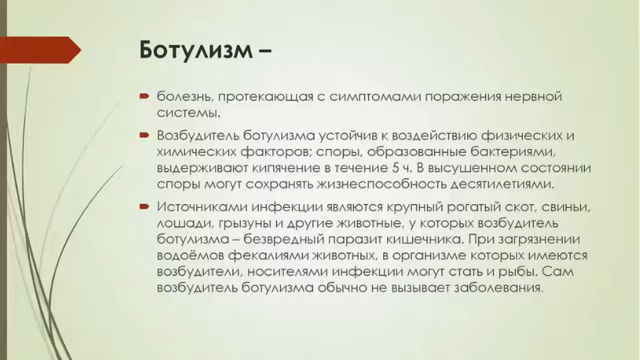 Ботулизм –
болезнь, протекающая с симптомами поражения нервной
системы.
Возбудитель ботулизма устойчив к воздействию физических и
химических факторов; споры, образованные бактериями,
выдерживают кипячение в течение 5 ч. В высушенном состоянии
споры могут сохранять жизнеспособность десятилетиями.
Источниками инфекции являются крупный рогатый скот, свиньи,
лошади, грызуны и другие животные, у которых возбудитель
ботулизма – безвредный паразит кишечника. При загрязнении
водоёмов фекалиями животных, в организме которых имеются
возбудители, носителями инфекции могут стать и рыбы. Сам
возбудитель ботулизма обычно не вызывает заболевания.